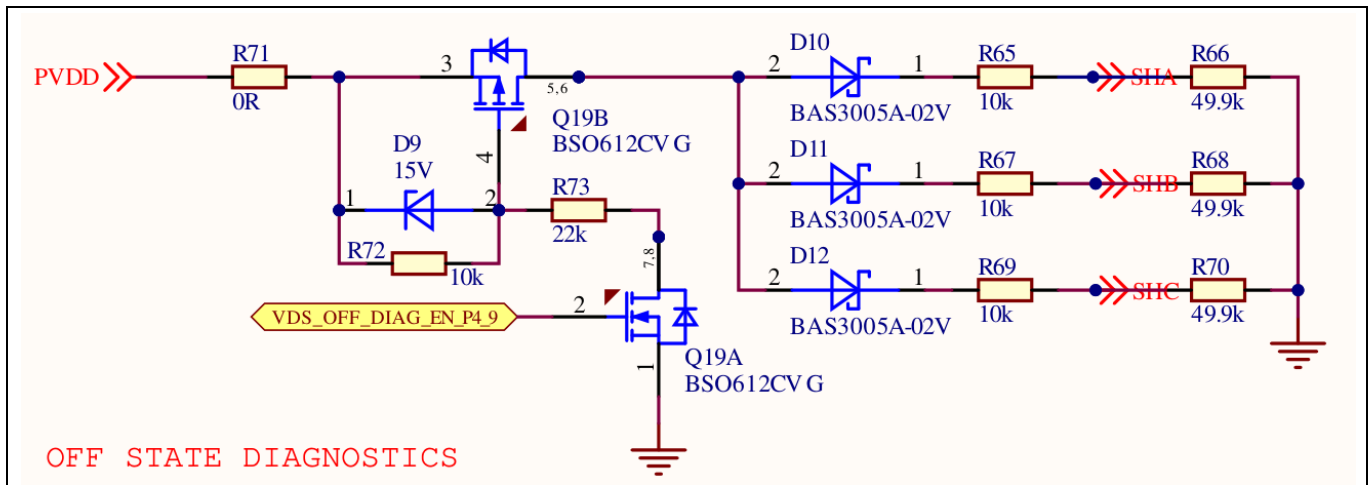 PVDD
R71
0R
3
5,6
Q19B
BSO612CV G
4
D9
15V
1
2
R73
22k
R72
10k
7,8
VDS_OFF_DIAG_EN_P4_9
2
1
Q19A
BSO612CV G
D10
2
1
BAS3005A-02V
R65
10k
SHA
R66
49.9k
D11
2
1
BAS3005A-02V
R67
10k
SHB
R68
49.9k
D12
2
1
BAS3005A-02V
R69
10k
SHC
R70
49.9k
OFF STATE DIAGNOSTICS